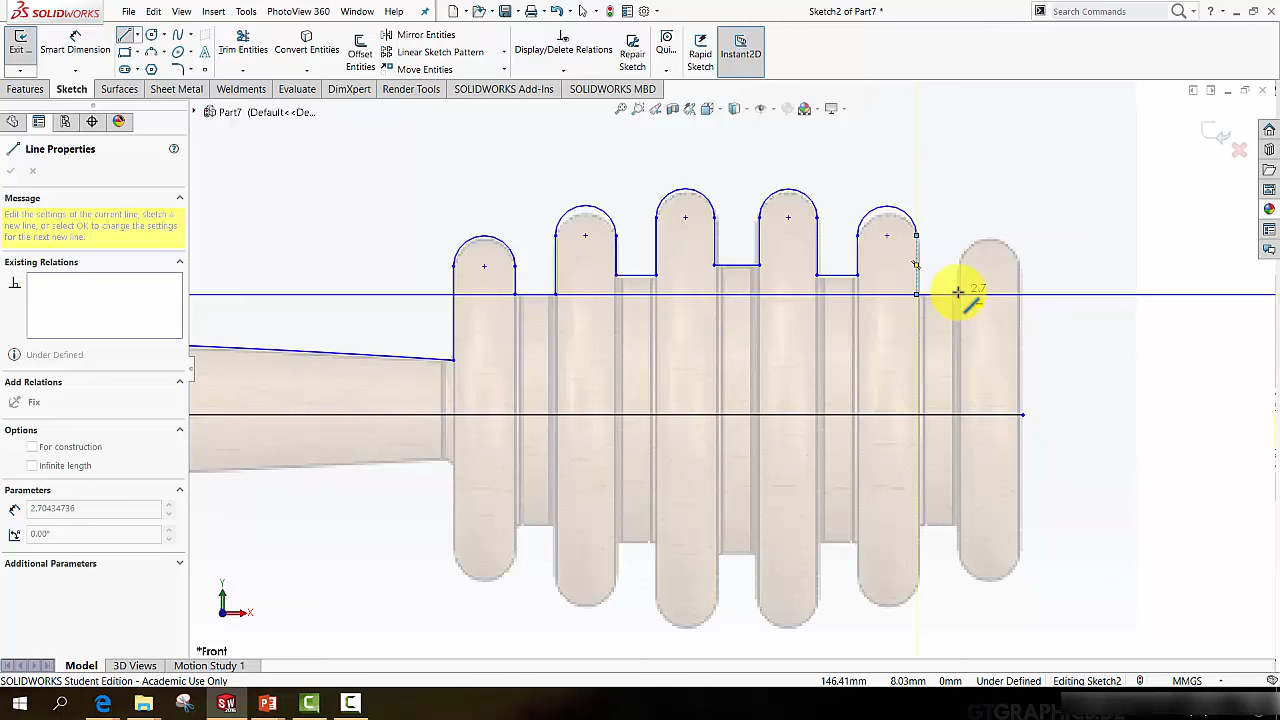 SOLIDWORKS File Edit View Insert Tools PhotoView 360 Window Help Sketch2 of Part7 * Search Commands ?
Exit... Smart Dimension Trim Entities Convert Entities Offset Entities Mirror Entities Linear Sketch Pattern Move Entities Display/Delete Relations Repair Sketch Qui... Rapid Sketch Instant2D
Features Sketch Surfaces Sheet Metal Weldments Evaluate DimXpert Render Tools SOLIDWORKS Add-Ins SOLIDWORKS MBD
Part7 (Default<<De...
Line Properties
Message
Edit the settings of the current line, sketch a
new line, or select OK to change the settings
for the next new line.
Existing Relations
Under Defined
Add Relations
Fix
Options
For construction
Infinite length
Parameters
2.70434736
0.00°
Additional Parameters
2.7
Y
X
*Front
Model 3D Views Motion Study 1
SOLIDWORKS Student Edition - Academic Use Only 146.41mm 8.03mm 0mm Under Defined Editing Sketch2 MMGS
GTGRAPHICS.DE